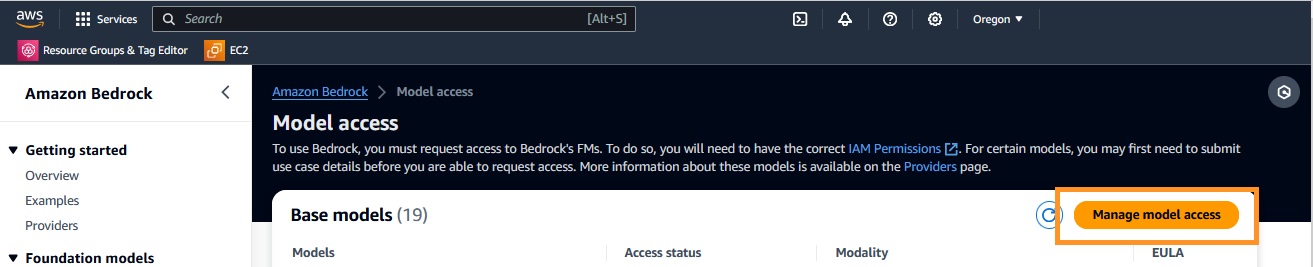 aws Services Search [Alt+S] Oregon
Resource Groups & Tag Editor EC2
Amazon Bedrock
Getting started
Overview
Examples
Providers
Foundation models
Amazon Bedrock Model access
Model access
To use Bedrock, you must request access to Bedrock's FMs. To do so, you will need to have the correct IAM Permissions . For certain models, you may first need to submit
use case details before you are able to request access. More information about these models is available on the Providers page.
Base models (19) Manage model access
Models Access status Modality EULA